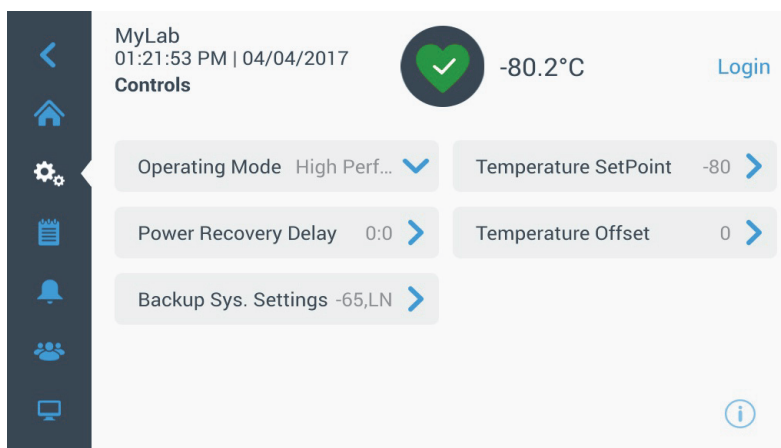 MyLab
01:21:53 PM | 04/04/2017
Controls
-80.2°C
Login
Operating Mode High Perf...
Temperature SetPoint -80
Power Recovery Delay 0:0
Temperature Offset 0
Backup Sys. Settings -65,LN
i